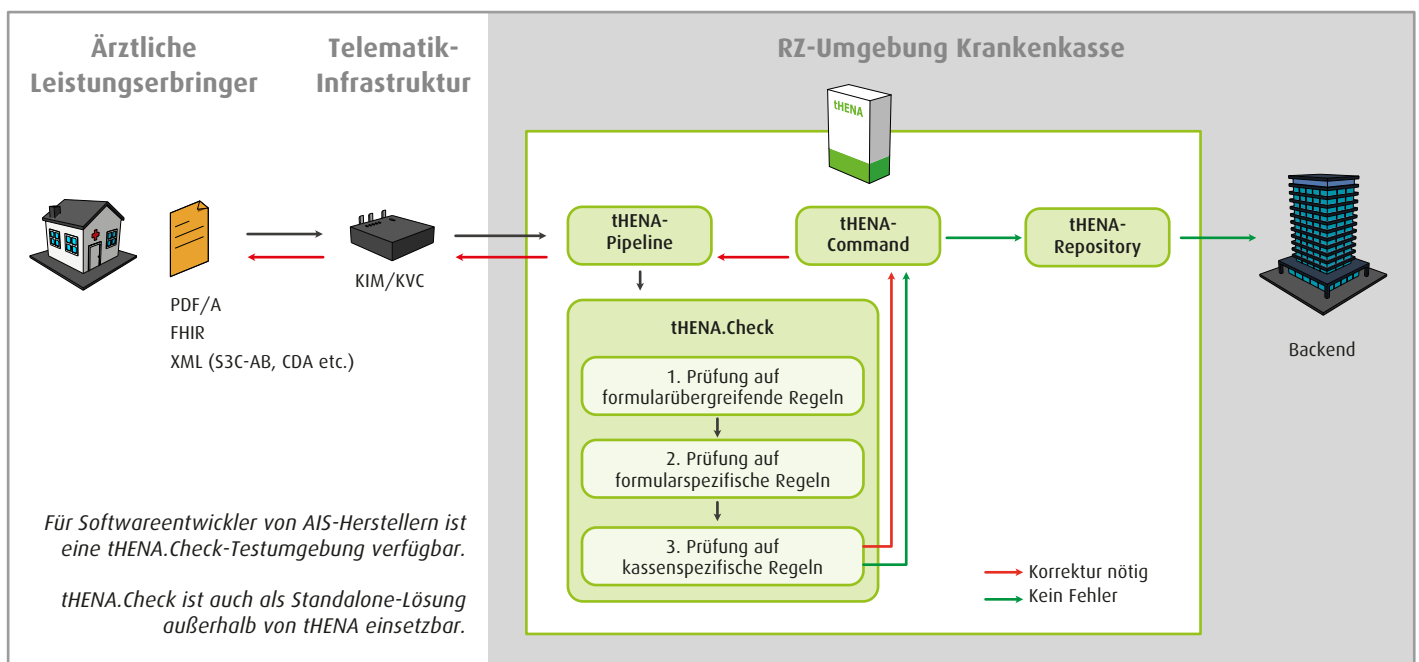 Ärztliche
Leistungserbringer
Telematik-
Infrastruktur
RZ-Umgebung Krankenkasse
tHENA
tHENA-
Pipeline
tHENA-
Command
tHENA-
Repository
KIM/KVC
PDF/A
FHIR
XML (S3C-AB, CDA etc.)
Backend
tHENA.Check
1. Prüfung auf
formularübergreifende Regeln
2. Prüfung auf
formularspezifische Regeln
3. Prüfung auf
kassenspezifische Regeln
Für Softwareentwickler von AIS-Herstellern ist
eine tHENA.Check-Testumgebung verfügbar.
tHENA.Check ist auch als Standalone-Lösung
außerhalb von tHENA einsetzbar.
Korrektur nötig
Kein Fehler